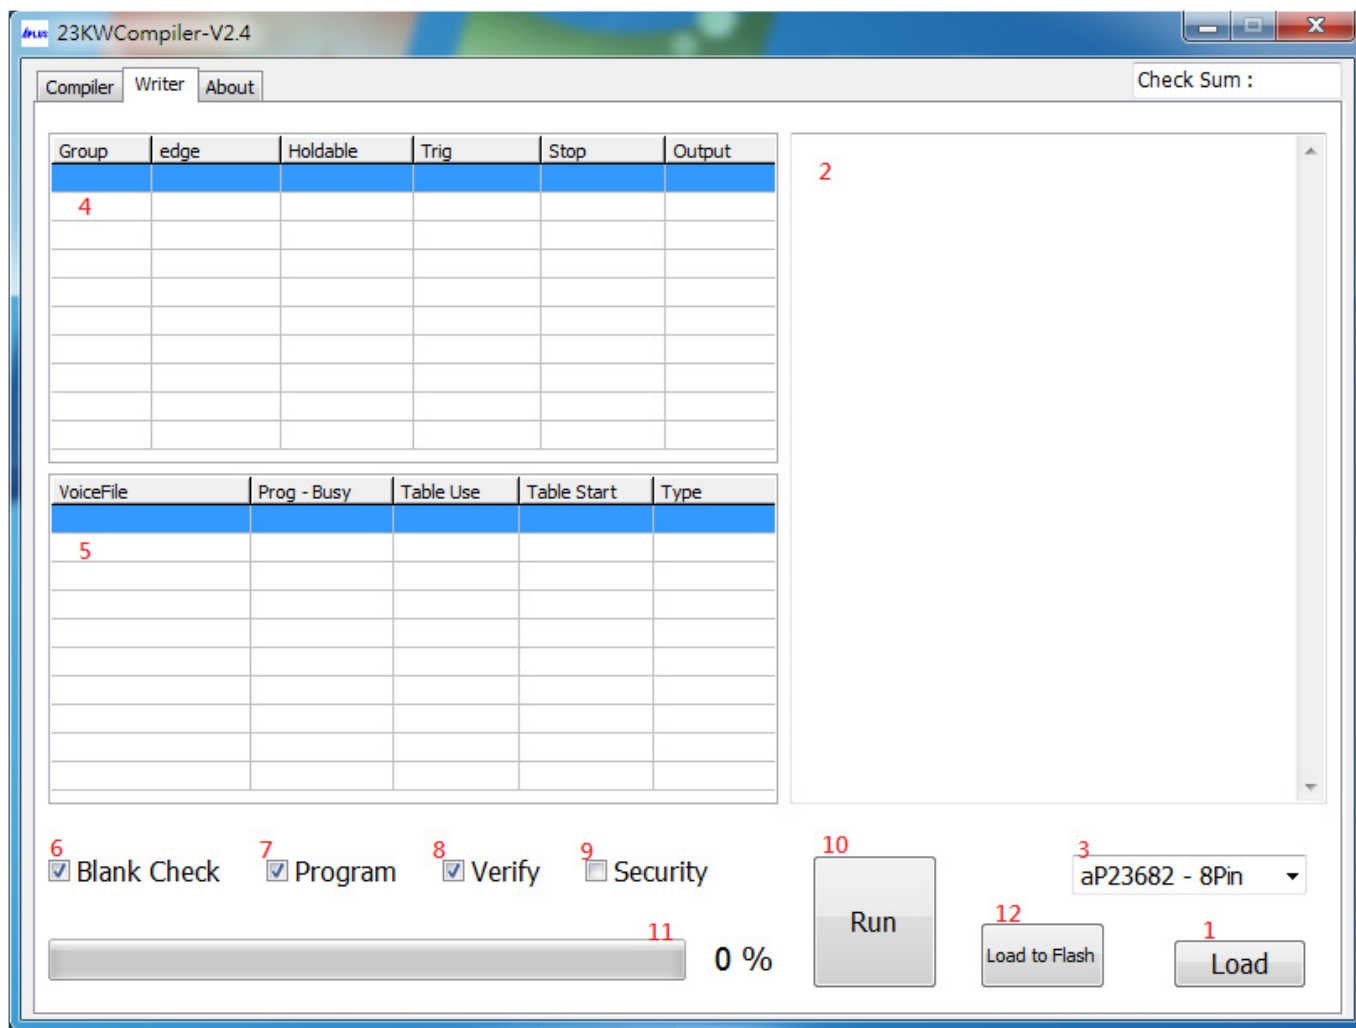 aPLUS 23KWCompiler-V2.4
Compiler Writer About
Check Sum :
Group edge Holdable Trig Stop Output
4
2
VoiceFile Prog - Busy Table Use Table Start Type
5
6 7 8 9 10 3
Blank Check Program Verify Security
aP23682 - 8Pin
Run
12
Load to Flash
1
Load
11
0 %